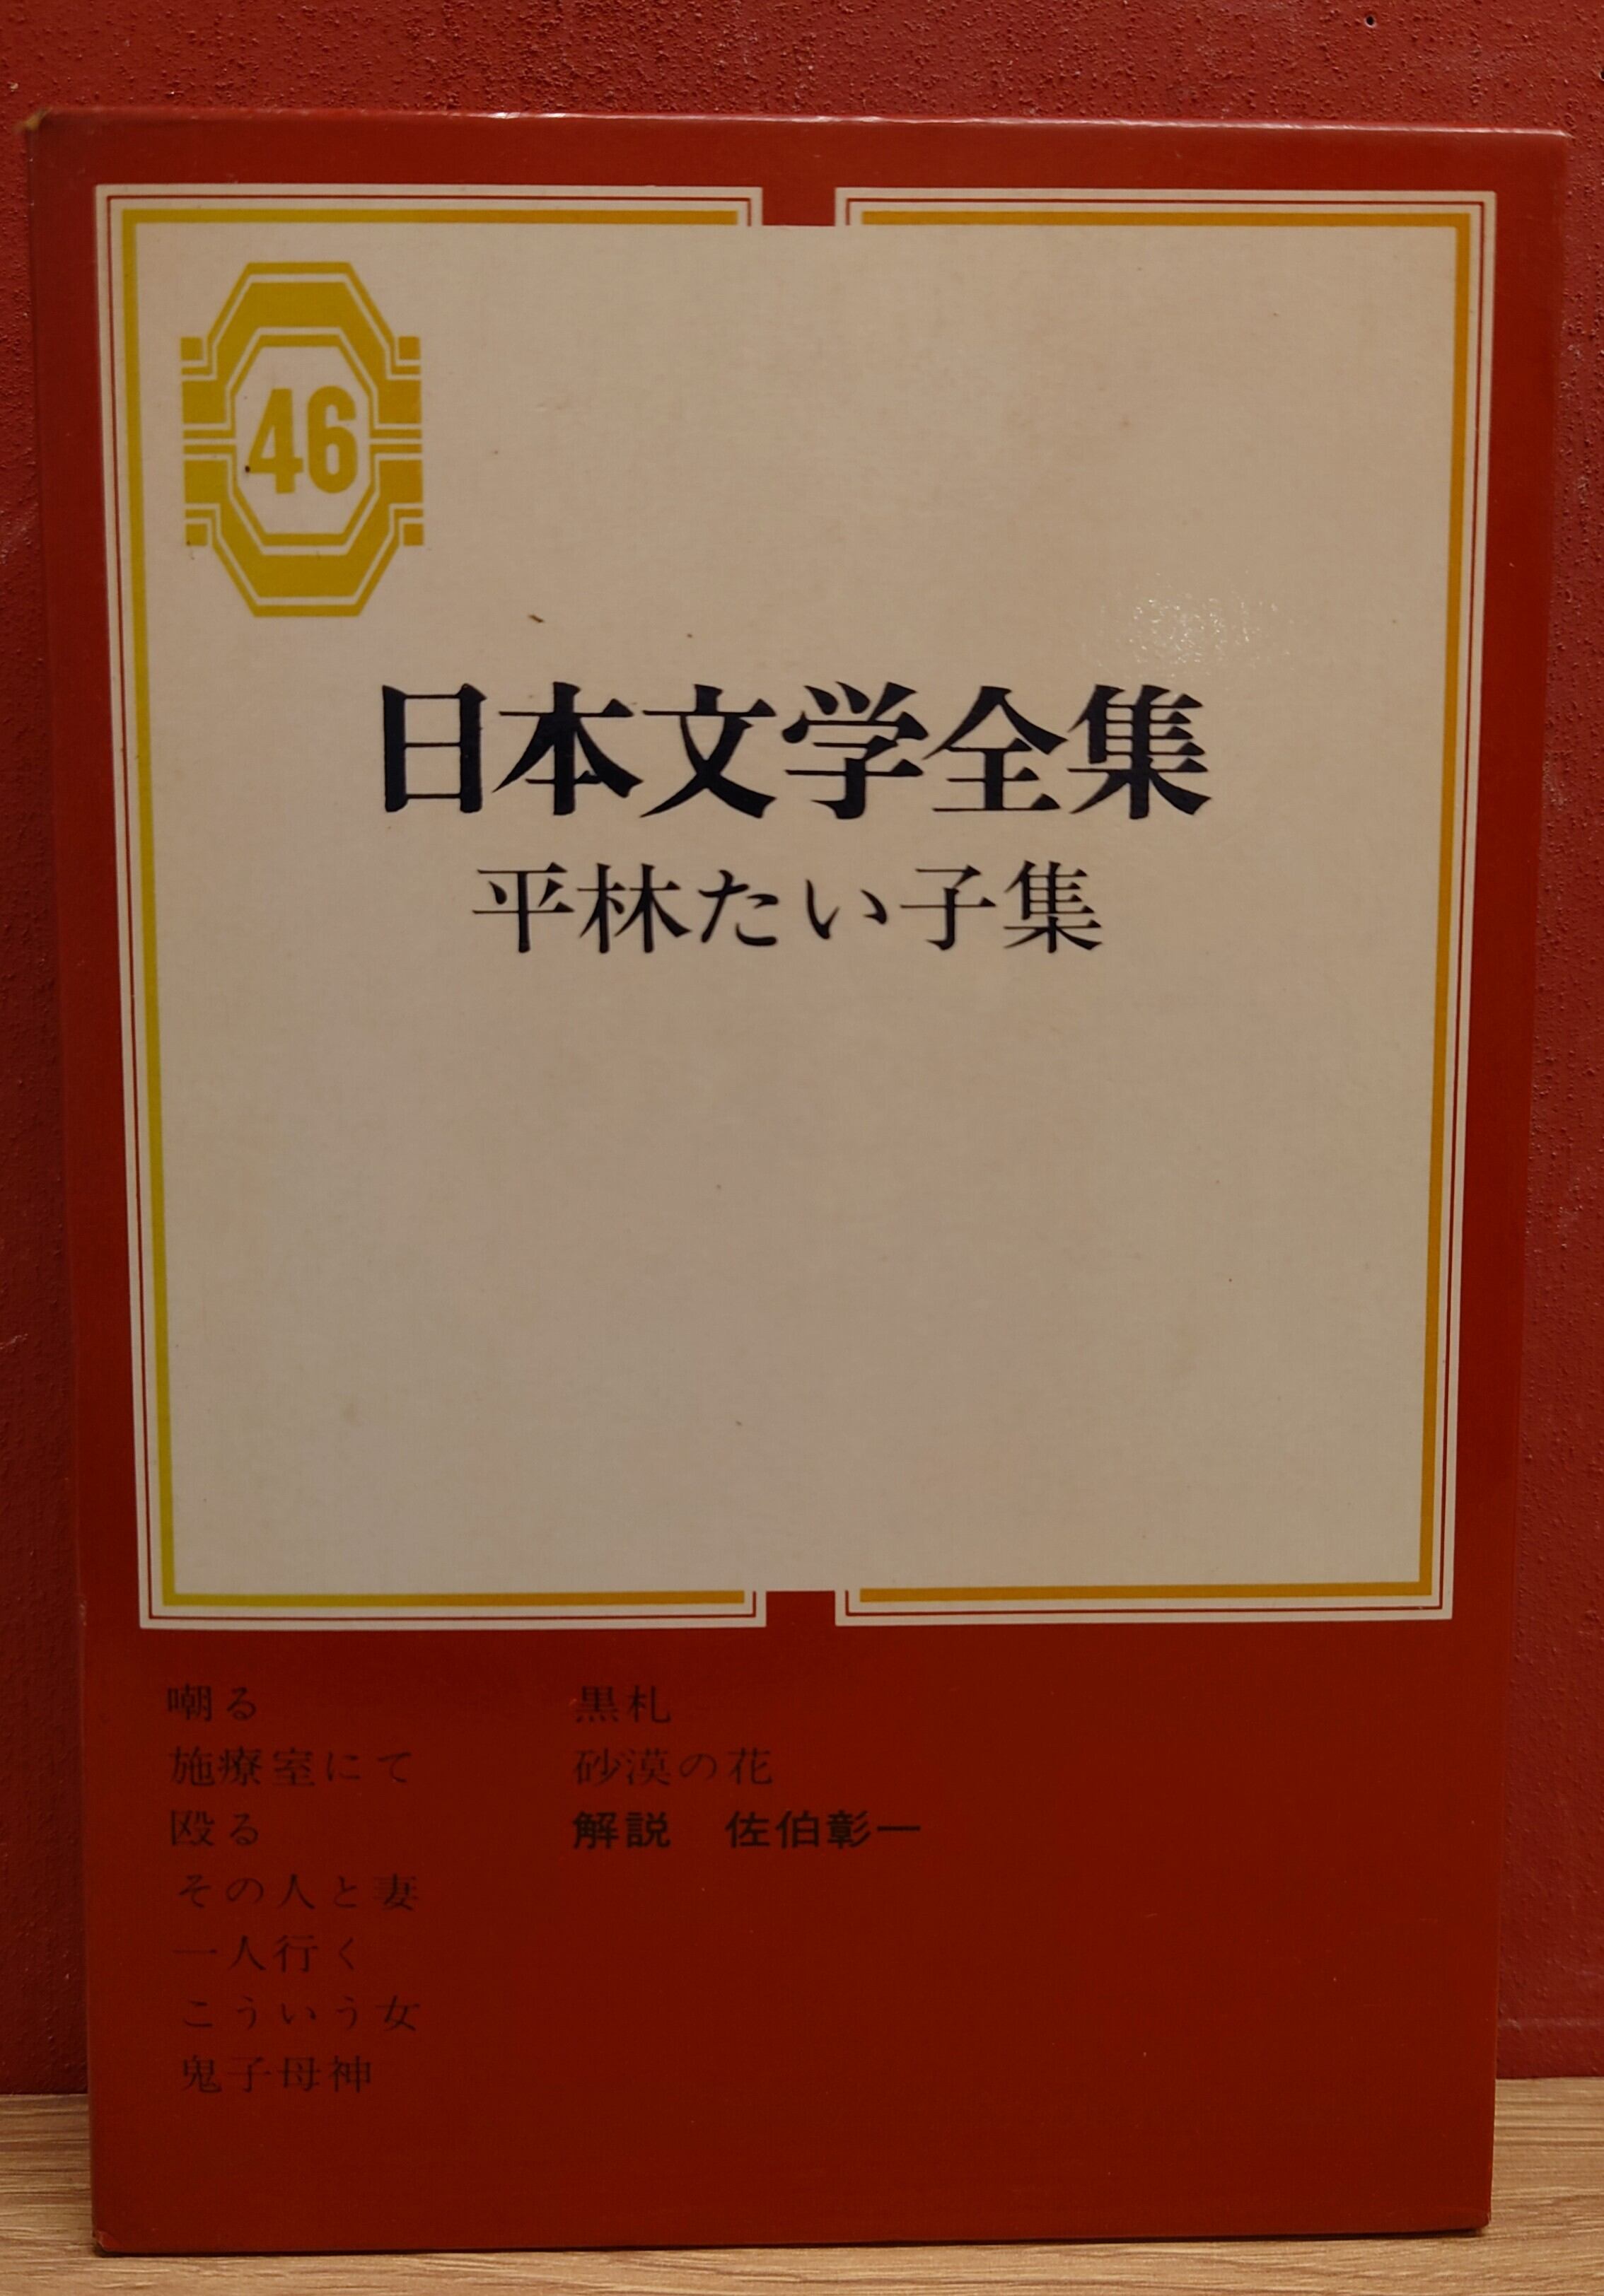 46
日本文学全集
平林たい子集
嘲る
施療室にて
殴る
その人と妻
一人行く
こういう女
鬼子母神
黒札
砂漠の花
解説 佐伯彰一